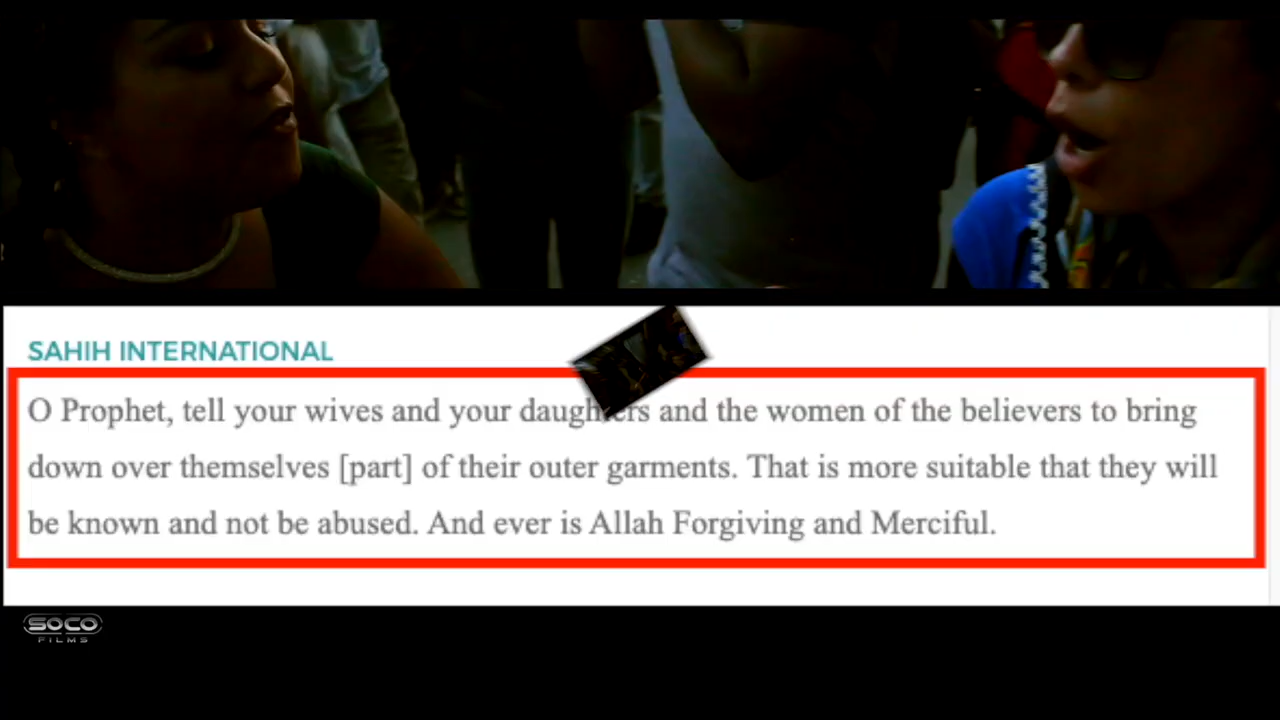 SAHIH INTERNATIONAL
O Prophet, tell your wives and your daughters and the women of the believers to bring
down over themselves [part] of their outer garments. That is more suitable that they will
be known and not be abused. And ever is Allah Forgiving and Merciful.
SOCO
FILMS